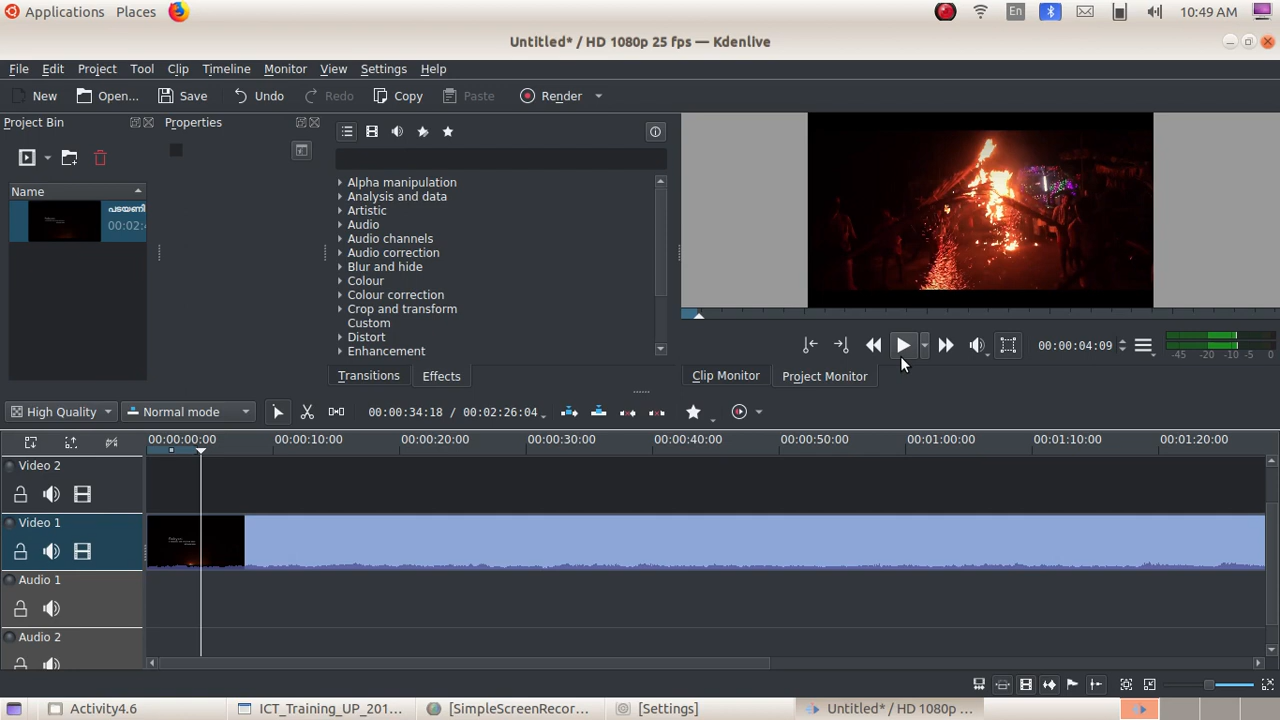 Applications Places En 10:49 AM
Untitled* / HD 1080p 25 fps — Kdenlive
File Edit Project Tool Clip Timeline Monitor View Settings Help
New Open... Save Undo Redo Copy Paste Render
Project Bin Properties
Name
പടയണി
00:02:4
Alpha manipulation
Analysis and data
Artistic
Audio
Audio channels
Audio correction
Blur and hide
Colour
Colour correction
Crop and transform
Custom
Distort
Enhancement
Transitions Effects
00:00:04:09
-45 -20 -10 -5 0
Clip Monitor Project Monitor
High Quality Normal mode 00:00:34:18 / 00:02:26:04
00:00:00:00 00:00:10:00 00:00:20:00 00:00:30:00 00:00:40:00 00:00:50:00 00:01:00:00 00:01:10:00 00:01:20:00
Video 2
Video 1
Audio 1
Audio 2
Activity4.6 ICT_Training_UP_201... [SimpleScreenRecor... [Settings] Untitled* / HD 1080p ...